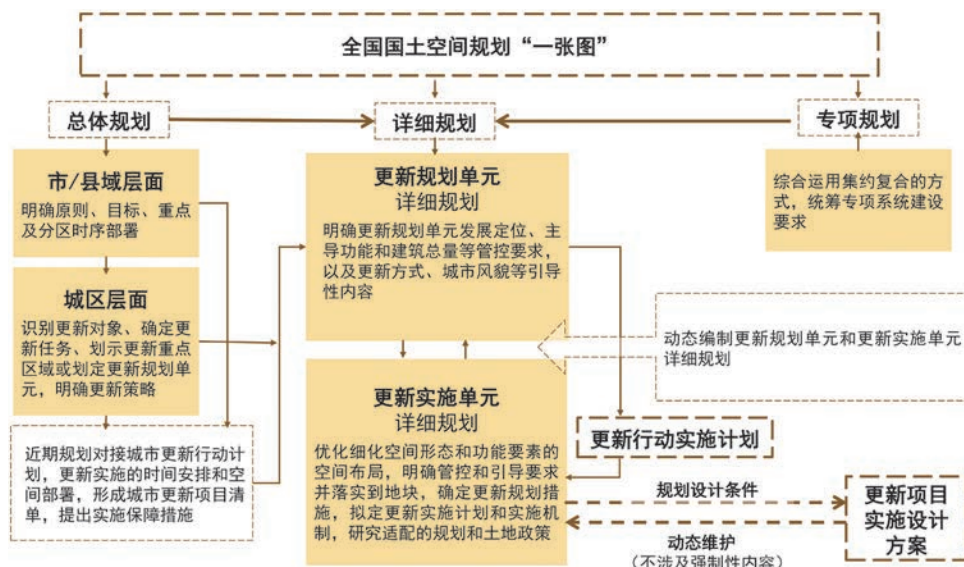 全国国土空间规划“一张图”
总体规划
详细规划
专项规划
市/县域层面
明确原则、目标、重点
及分区时序部署
城区层面
识别更新对象、确定更新
任务、划示更新重点
区域或划定更新规划单
元，明确更新策略
近期规划对接城市更新行动计
划，更新实施的时间安排和空
间部署，形成城市更新项目清
单，提出实施保障措施
更新规划单元
详细规划
明确更新规划单元发展定位、主
导功能和建筑总量等管控要求，
以及更新方式、城市风貌等引导
性内容
更新实施单元
详细规划
优化细化空间形态和功能要素的
空间布局，明确管控和引导要求
并落实到地块，确定更新规划措
施，拟定更新实施计划和实施机
制，研究适配的规划和土地政策
综合运用集约复合的方
式，统筹专项系统建设
要求
动态编制更新规划单元和更新实施单元
详细规划
更新行动实施计划
规划设计条件
动态维护
（不涉及强制性内容）
更新项目
实施设计
方案